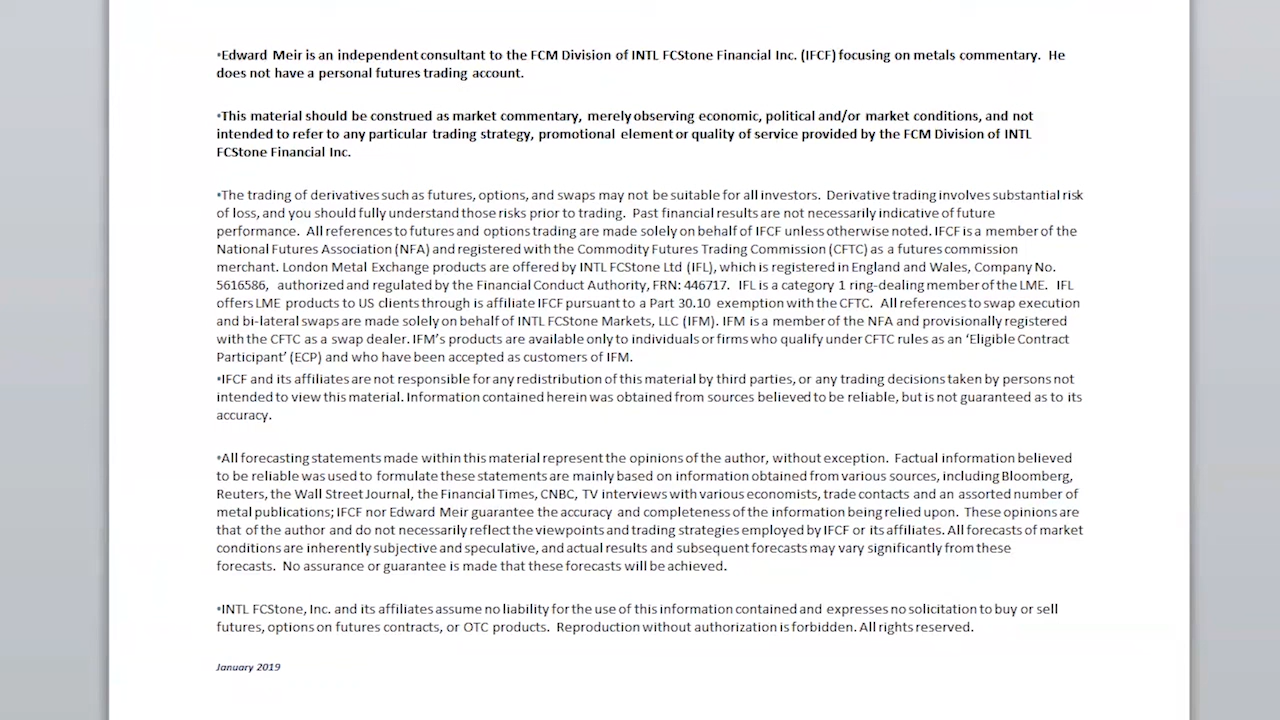 •Edward Meir is an independent consultant to the FCM Division of INTL FCStone Financial Inc. (IFCF) focusing on metals commentary.  He
does not have a personal futures trading account.
•This material should be construed as market commentary, merely observing economic, political and/or market conditions, and not
intended to refer to any particular trading strategy, promotional element or quality of service provided by the FCM Division of INTL
FCStone Financial Inc.
•The trading of derivatives such as futures, options, and swaps may not be suitable for all investors.  Derivative trading involves substantial risk
of loss, and you should fully understand those risks prior to trading.  Past financial results are not necessarily indicative of future
performance.  All references to futures and options trading are made solely on behalf of IFCF unless otherwise noted. IFCF is a member of the
National Futures Association (NFA) and registered with the Commodity Futures Trading Commission (CFTC) as a futures commission
merchant. London Metal Exchange products are offered by INTL FCStone Ltd (IFL), which is registered in England and Wales, Company No.
5616586,  authorized and regulated by the Financial Conduct Authority, FRN: 446717.  IFL is a category 1 ring-dealing member of the LME.  IFL
offers LME products to US clients through is affiliate IFCF pursuant to a Part 30.10 exemption with the CFTC.  All references to swap execution
and bi-lateral swaps are made solely on behalf of INTL FCStone Markets, LLC (IFM). IFM is a member of the NFA and provisionally registered
with the CFTC as a swap dealer. IFM's products are available only to individuals or firms who qualify under CFTC rules as an 'Eligible Contract
Participant' (ECP) and who have been accepted as customers of IFM.
•IFCF and its affiliates are not responsible for any redistribution of this material by third parties, or any trading decisions taken by persons not
intended to view this material. Information contained herein was obtained from sources believed to be reliable, but is not guaranteed as to its
accuracy.
•All forecasting statements made within this material represent the opinions of the author, without exception.  Factual information believed
to be reliable was used to formulate these statements are mainly based on information obtained from various sources, including Bloomberg,
Reuters, the Wall Street Journal, the Financial Times, CNBC, TV interviews with various economists, trade contacts and an assorted number of
metal publications; IFCF nor Edward Meir guarantee the accuracy and completeness of the information being relied upon.  These opinions are
that of the author and do not necessarily reflect the viewpoints and trading strategies employed by IFCF or its affiliates. All forecasts of market
conditions are inherently subjective and speculative, and actual results and subsequent forecasts may vary significantly from these
forecasts.  No assurance or guarantee is made that these forecasts will be achieved.
•INTL FCStone, Inc. and its affiliates assume no liability for the use of this information contained and expresses no solicitation to buy or sell
futures, options on futures contracts, or OTC products.  Reproduction without authorization is forbidden. All rights reserved.
January 2019